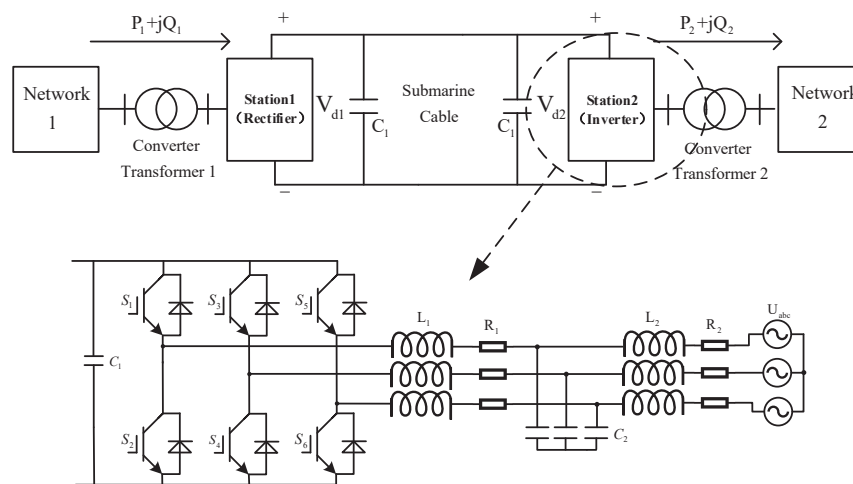 P1+jQ1
P2+jQ2
+
+
Network
1
Station1
(Rectifier)
Vd1
C1
Submarine
Cable
C1
Vd2
Station2
(Inverter)
Network
2
Converter
Transformer 1
Converter
Transformer 2
−
−
S1
S3
S5
L1
R1
L2
R2
Uabc
C1
S2
S4
S6
C2